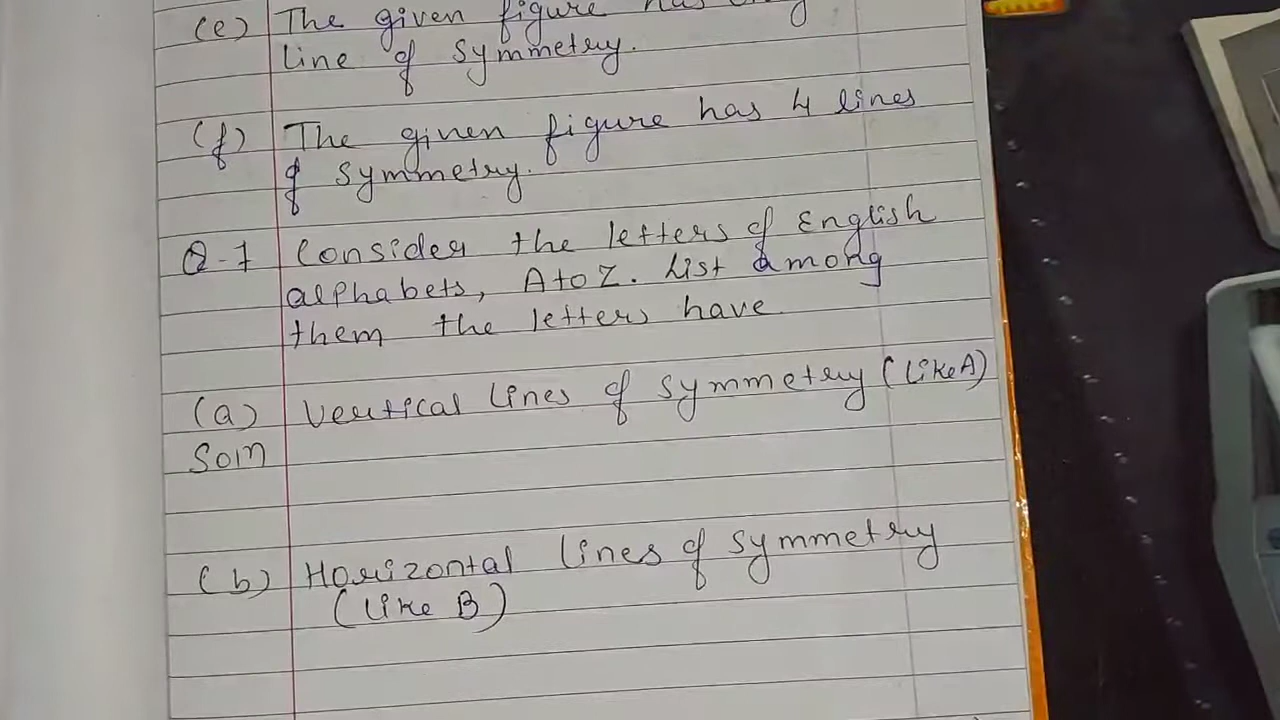 (e) The given figure has only
line of symmetry.
(f) The given figure has 4 lines
of symmetry.
Q-7 Consider the letters of English
alphabets, A to Z. List among
them the letters have.
(a) Vertical lines of symmetry (like A)
Soln
(b) Horizontal lines of symmetry
(like B)